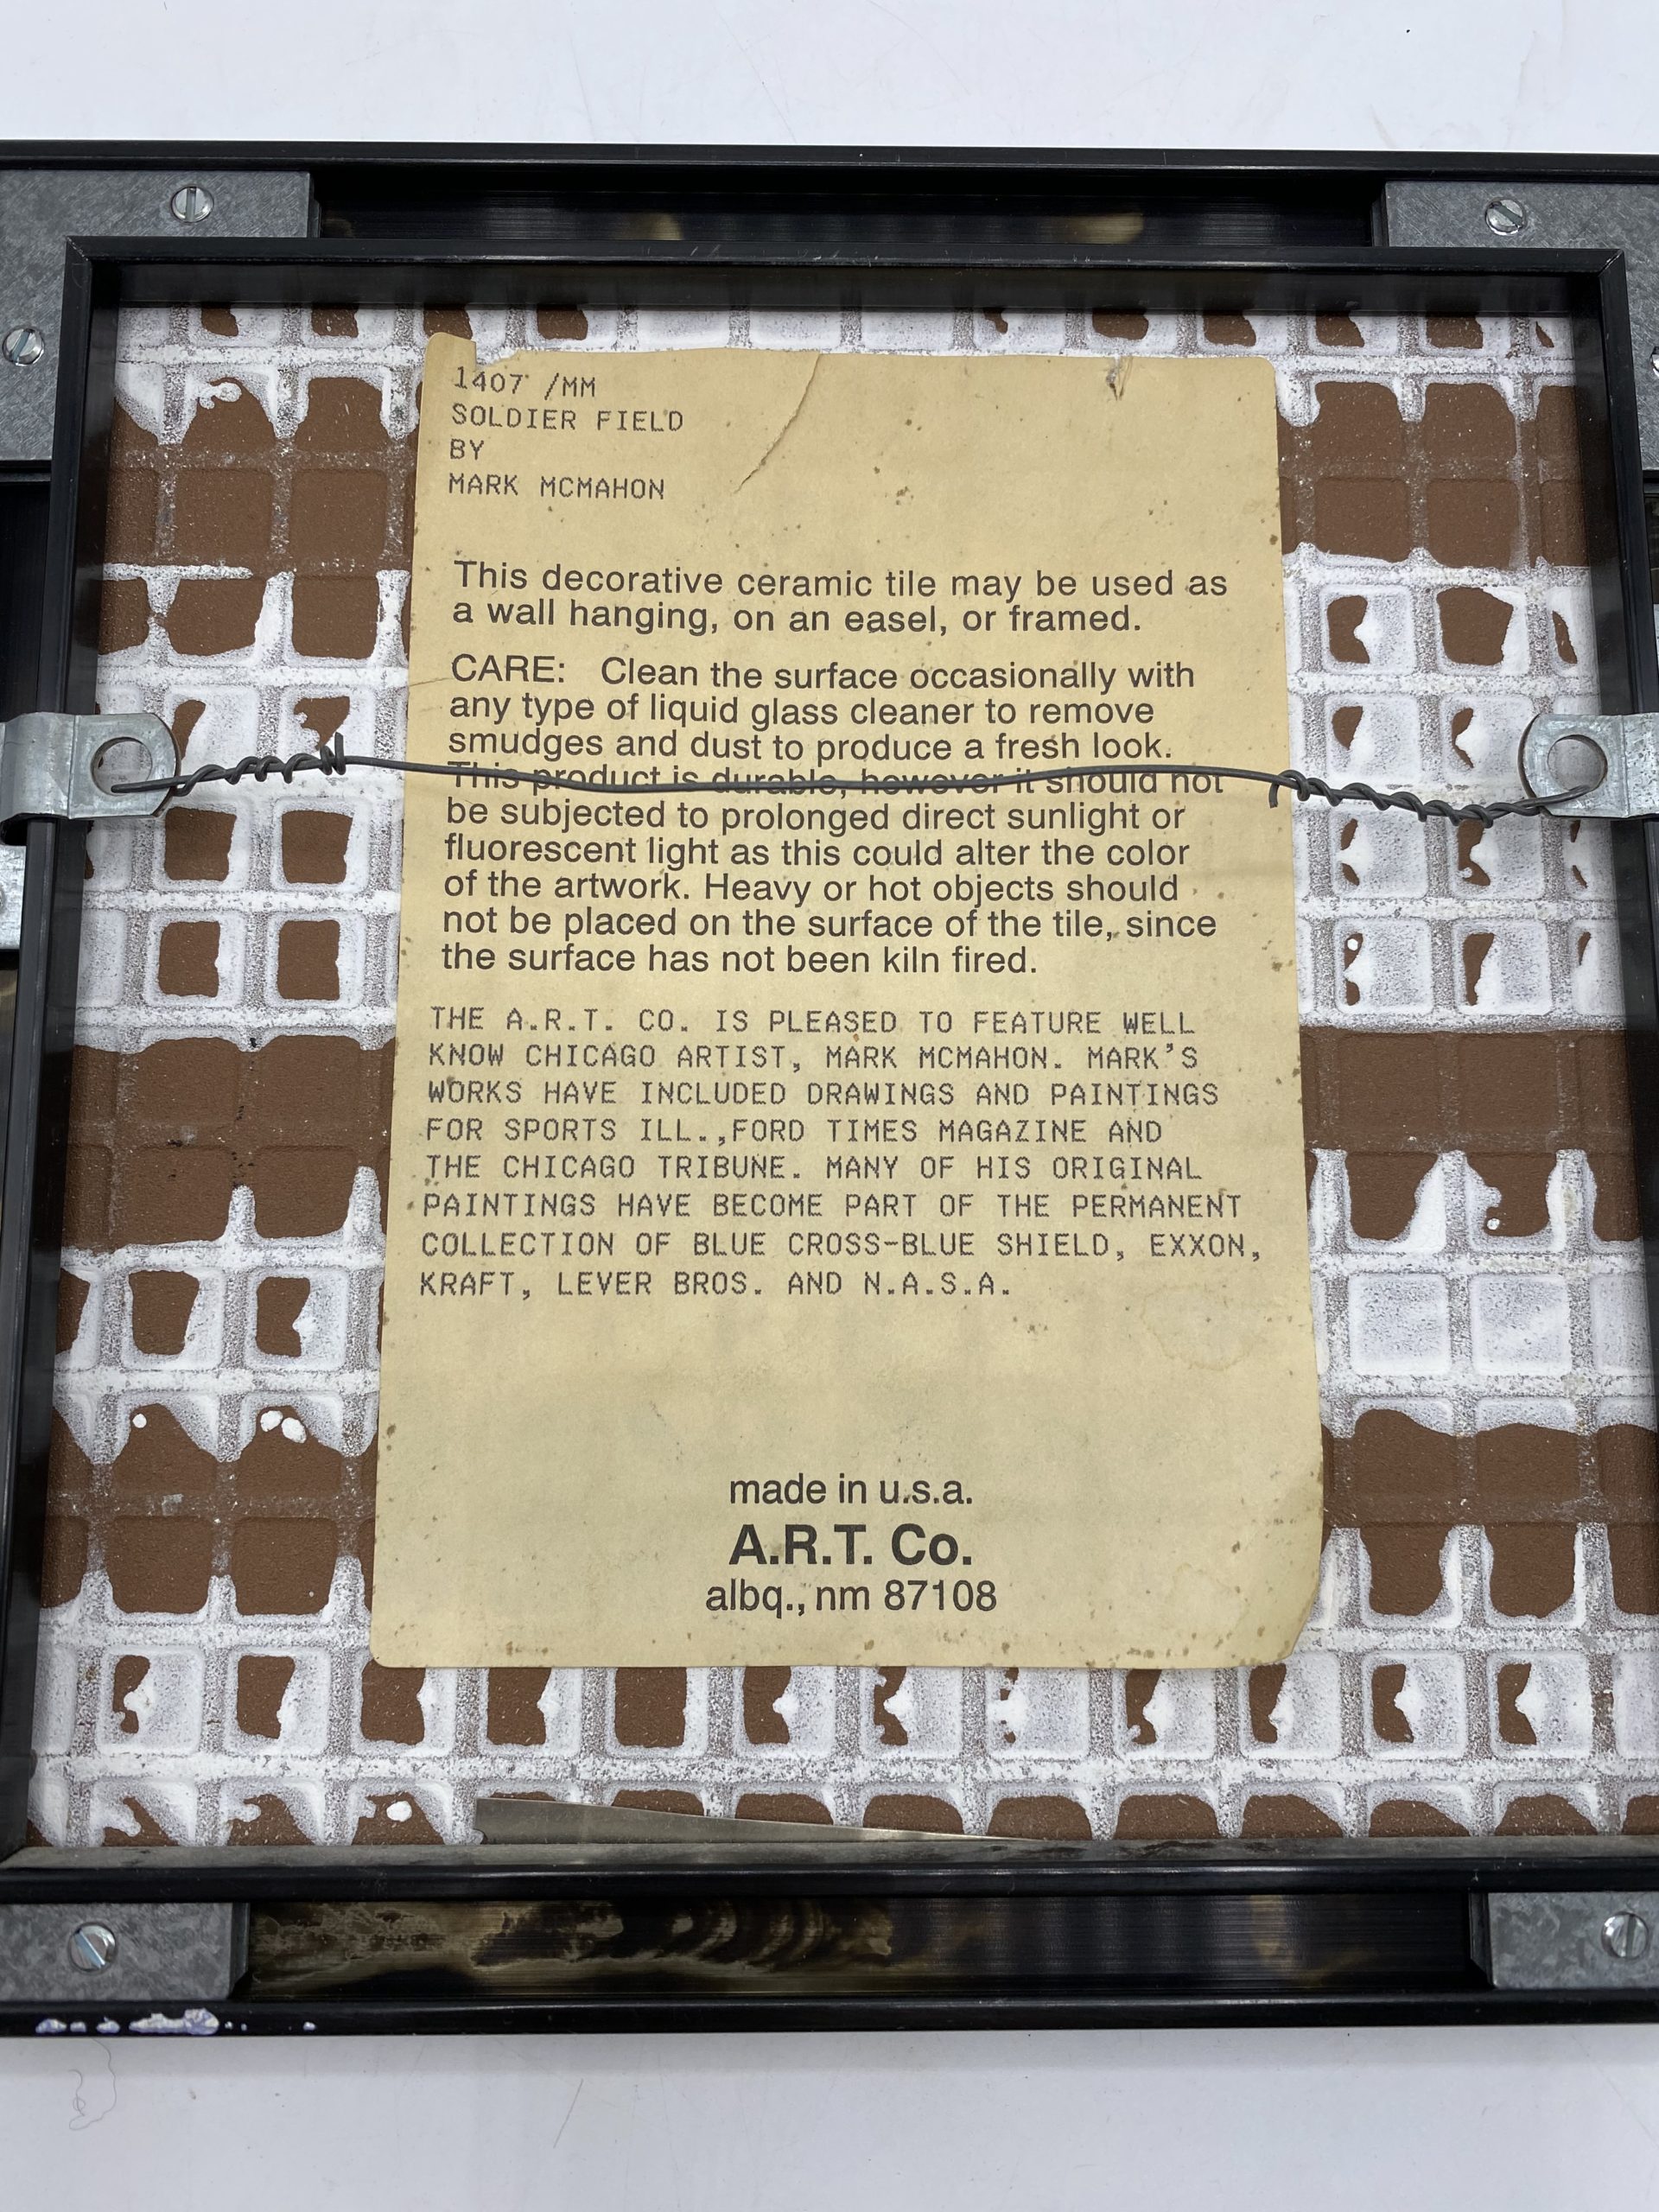 1407 /MM
SOLDIER FIELD
BY
MARK MCMAHON
This decorative ceramic tile may be used as
a wall hanging, on an easel, or framed.
CARE: Clean the surface occasionally with
any type of liquid glass cleaner to remove
smudges and dust to produce a fresh look.
This product is durable, however it should not
be subjected to prolonged direct sunlight or
fluorescent light as this could alter the color
of the artwork. Heavy or hot objects should
not be placed on the surface of the tile, since
the surface has not been kiln fired.
THE A.R.T. CO. IS PLEASED TO FEATURE WELL
KNOW CHICAGO ARTIST, MARK MCMAHON. MARK'S
WORKS HAVE INCLUDED DRAWINGS AND PAINTINGS
FOR SPORTS ILL.,FORD TIMES MAGAZINE AND
THE CHICAGO TRIBUNE. MANY OF HIS ORIGINAL
PAINTINGS HAVE BECOME PART OF THE PERMANENT
COLLECTION OF BLUE CROSS-BLUE SHIELD, EXXON,
KRAFT, LEVER BROS. AND N.A.S.A.
made in u.s.a.
A.R.T. Co.
albq., nm 87108